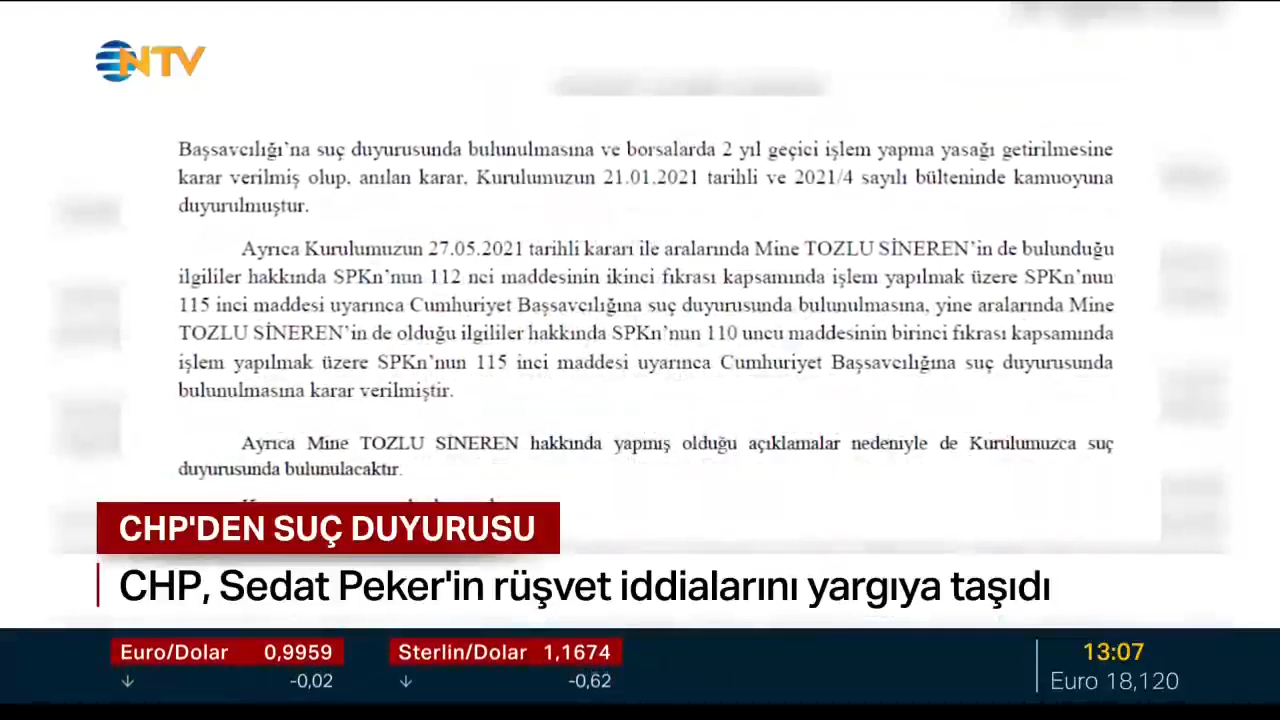 NTV
Başsavcılığı’na suç duyurusunda bulunulmasına ve borsalarda 2 yıl geçici işlem yapma yasağı getirilmesine
karar verilmiş olup, anılan karar, Kurulumuzun 21.01.2021 tarihli ve 2021/4 sayılı bülteninde kamuoyuna
duyurulmuştur.
Ayrıca Kurulumuzun 27.05.2021 tarihli kararı ile aralarında Mine TOZLU SİNEREN’in de bulunduğu
ilgililer hakkında SPKn’nun 112 nci maddesinin ikinci fıkrası kapsamında işlem yapılmak üzere SPKn’nun
115 inci maddesi uyarınca Cumhuriyet Başsavcılığına suç duyurusunda bulunulmasına, yine aralarında Mine
TOZLU SİNEREN’in de olduğu ilgililer hakkında SPKn’nun 110 uncu maddesinin birinci fıkrası kapsamında
işlem yapılmak üzere SPKn’nun 115 inci maddesi uyarınca Cumhuriyet Başsavcılığına suç duyurusunda
bulunulmasına karar verilmiştir.
Ayrıca Mine TOZLU SİNEREN hakkında yapmış olduğu açıklamalar nedeniyle de Kurulumuzca suç
duyurusunda bulunulacaktır.
CHP'DEN SUÇ DUYURUSU
CHP, Sedat Peker'in rüşvet iddialarını yargıya taşıdı
Euro/Dolar 0,9959 Sterlin/Dolar 1,1674 13:07
↓ -0,02 ↓ -0,62 Euro 18,120